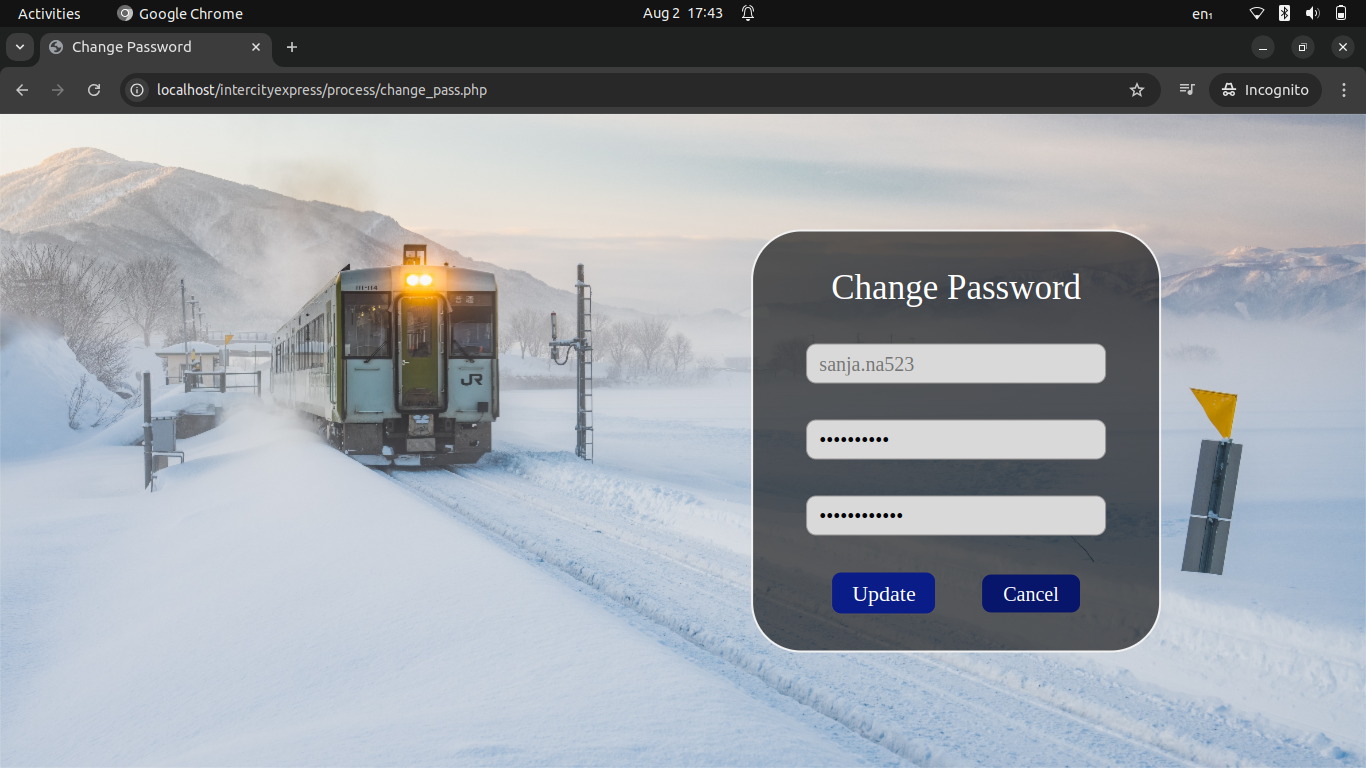 Activities Google Chrome Aug 2 17:43 en₁
Change Password
localhost/intercityexpress/process/change_pass.php Incognito
Change Password
sanja.na523
••••••••••
••••••••••••
Update Cancel
JR